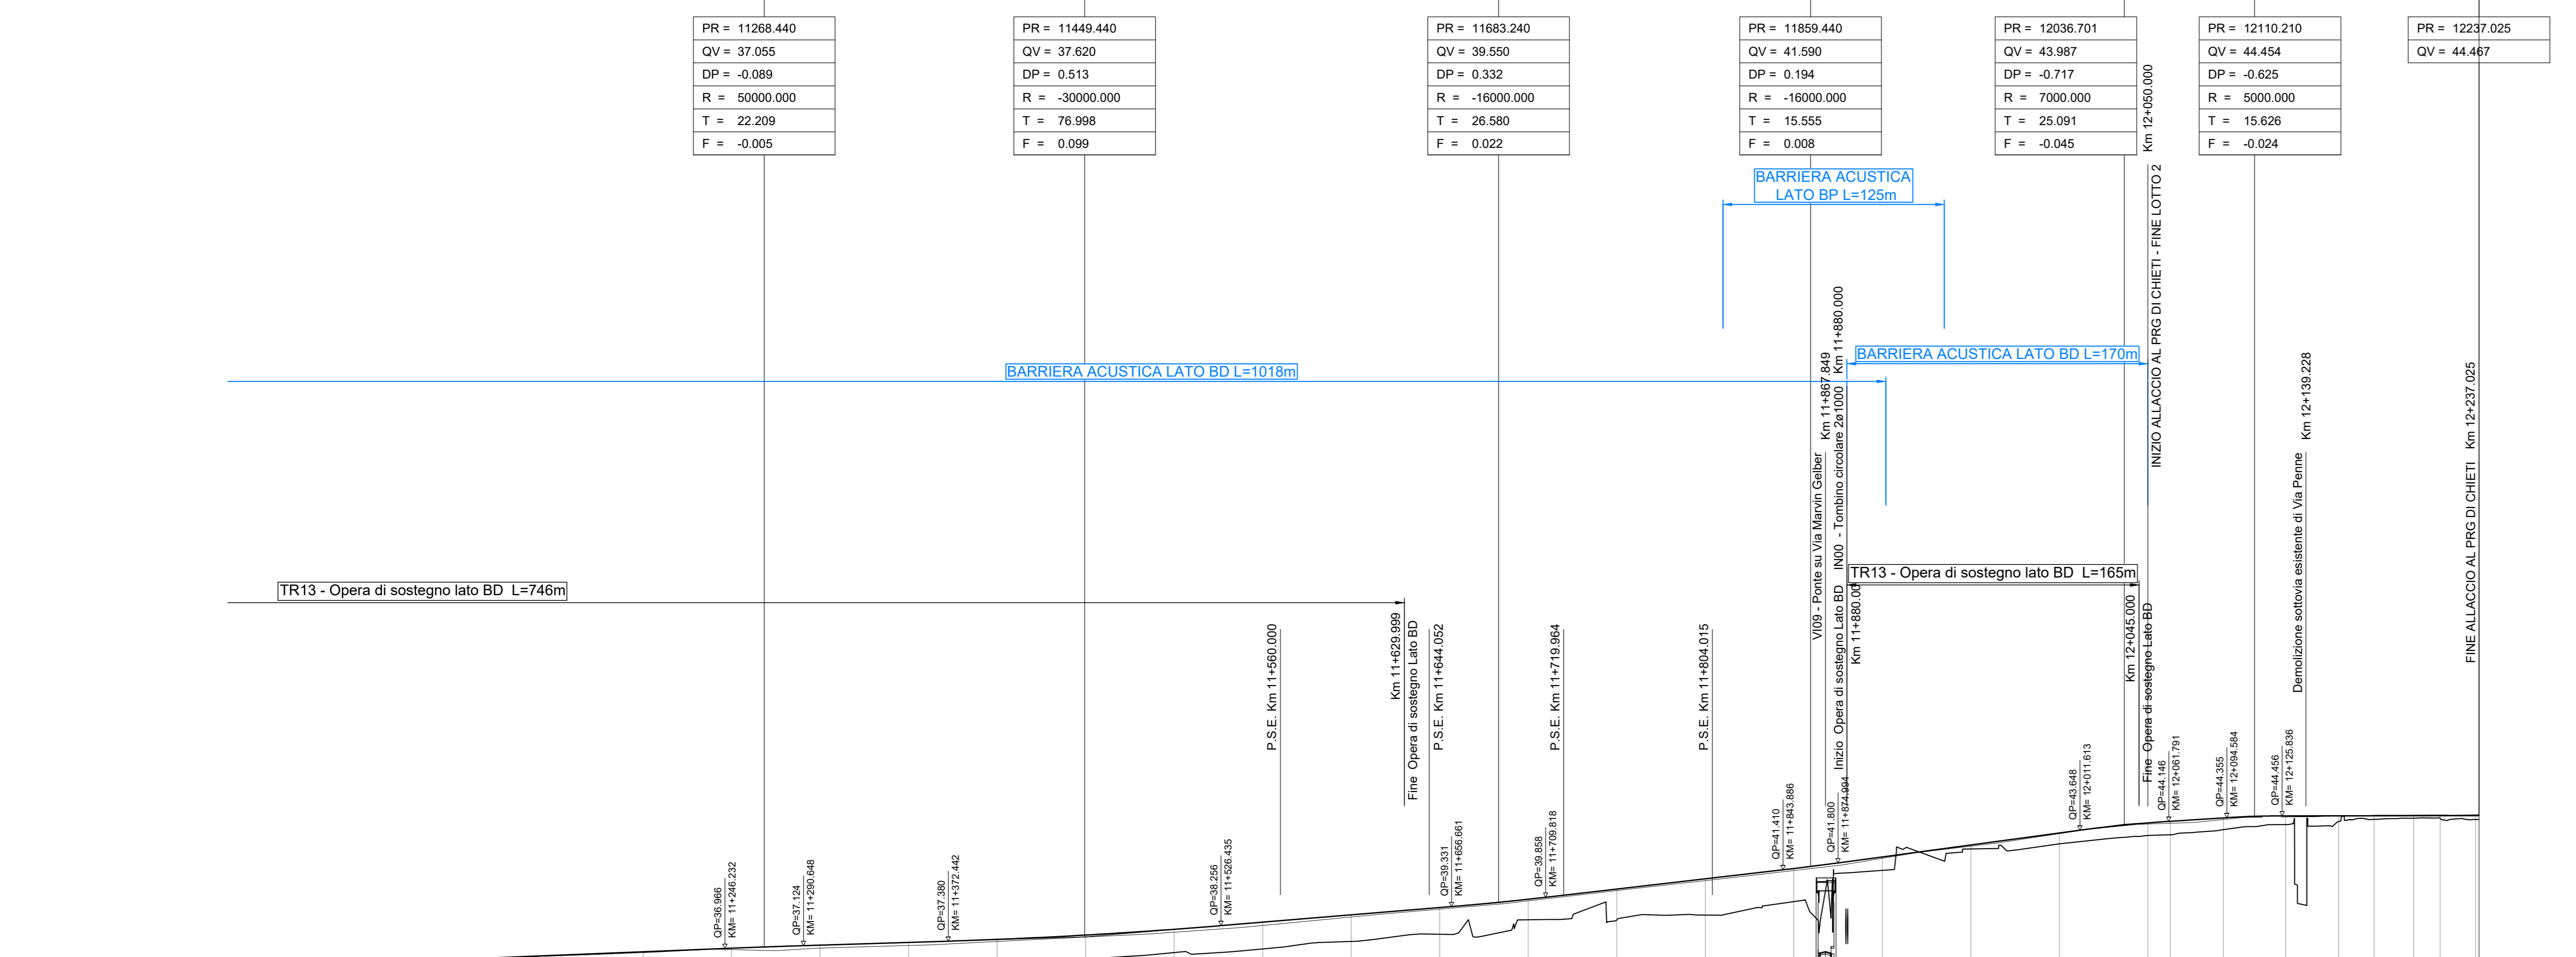 PR = 11268.440
QV = 37.055
DP = -0.089
R = 50000.000
T = 22.209
F = -0.005
PR = 11449.440
QV = 37.620
DP = 0.513
R = -30000.000
T = 76.998
F = 0.099
PR = 11683.240
QV = 39.550
DP = 0.332
R = -16000.000
T = 26.580
F = 0.022
PR = 11859.440
QV = 41.590
DP = 0.194
R = -16000.000
T = 15.555
F = 0.008
PR = 12036.701
QV = 43.987
DP = -0.717
R = 7000.000
T = 25.091
F = -0.045
PR = 12110.210
QV = 44.454
DP = -0.625
R = 5000.000
T = 15.626
F = -0.024
PR = 12237.025
QV = 44.467
BARRIERA ACUSTICA
LATO BP L=125m
BARRIERA ACUSTICA LATO BD L=170m
BARRIERA ACUSTICA LATO BD L=1018m
TR13 - Opera di sostegno lato BD L=746m
TR13 - Opera di sostegno lato BD L=165m
QP=36.966
KM= 11+246.232
QP=37.124
KM= 11+290.648
QP=37.380
KM= 11+372.442
QP=38.256
KM= 11+526.435
P.S.E. Km 11+560.000
Km 11+629.999
Fine Opera di sostegno Lato BD
P.S.E. Km 11+644.052
QP=39.331
KM= 11+656.661
QP=39.858
KM= 11+709.818
P.S.E. Km 11+719.964
P.S.E. Km 11+804.015
QP=41.410
KM= 11+843.886
VI09 - Ponte su Via Marvin Gelber Km 11+867.849
QP=41.800
KM= 11+874.994
Inizio Opera di sostegno Lato BD IN00 - Tombino circolare 2ø1000 Km 11+880.000
Km 11+880.00
QP=43.648
KM= 12+011.613
Km 12+045.000
Fine Opera di sostegno Lato BD
INIZIO ALLACCIO AL PRG DI CHIETI - FINE LOTTO 2 Km 12+050.000
QP=44.146
KM= 12+061.791
QP=44.355
KM= 12+094.584
QP=44.456
KM= 12+125.836
Demolizione sottovia esistente di Via Penne Km 12+139.228
FINE ALLACCIO AL PRG DI CHIETI Km 12+237.025